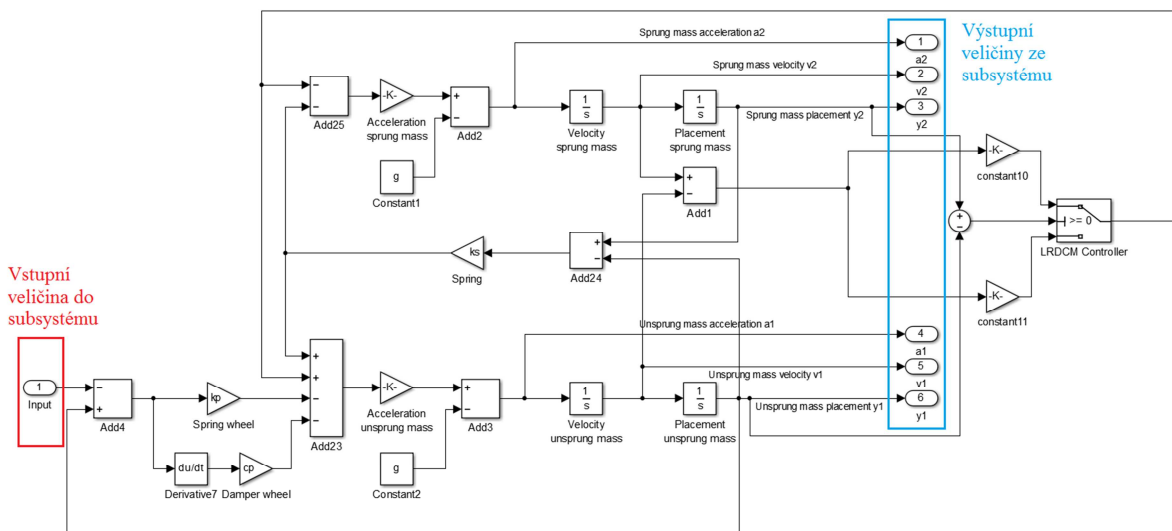 Sprung mass acceleration a2
Výstupní
veličiny ze
subsystému
1
a2
Sprung mass velocity v2
2
v2
-K-
+
-
Add25
Acceleration
sprung mass
Add2
1
s
Velocity
sprung mass
1
s
Placement
sprung mass
Sprung mass placement y2
3
y2
g
Constant1
+
-
Add1
-K-
constant10
+
-
>= 0
LRDCM Controller
ks
Spring
+
-
Add24
-K-
constant11
Vstupní
veličina do
subsystému
1
Input
-
+
Add4
kp
Spring wheel
du/dt
Derivative7
cp
Damper wheel
+
+
-
-
Add23
-K-
Acceleration
unsprung mass
+
-
Add3
g
Constant2
1
s
Velocity
unsprung mass
1
s
Placement
unsprung mass
Unsprung mass acceleration a1
4
a1
Unsprung mass velocity v1
5
v1
Unsprung mass placement y1
6
y1